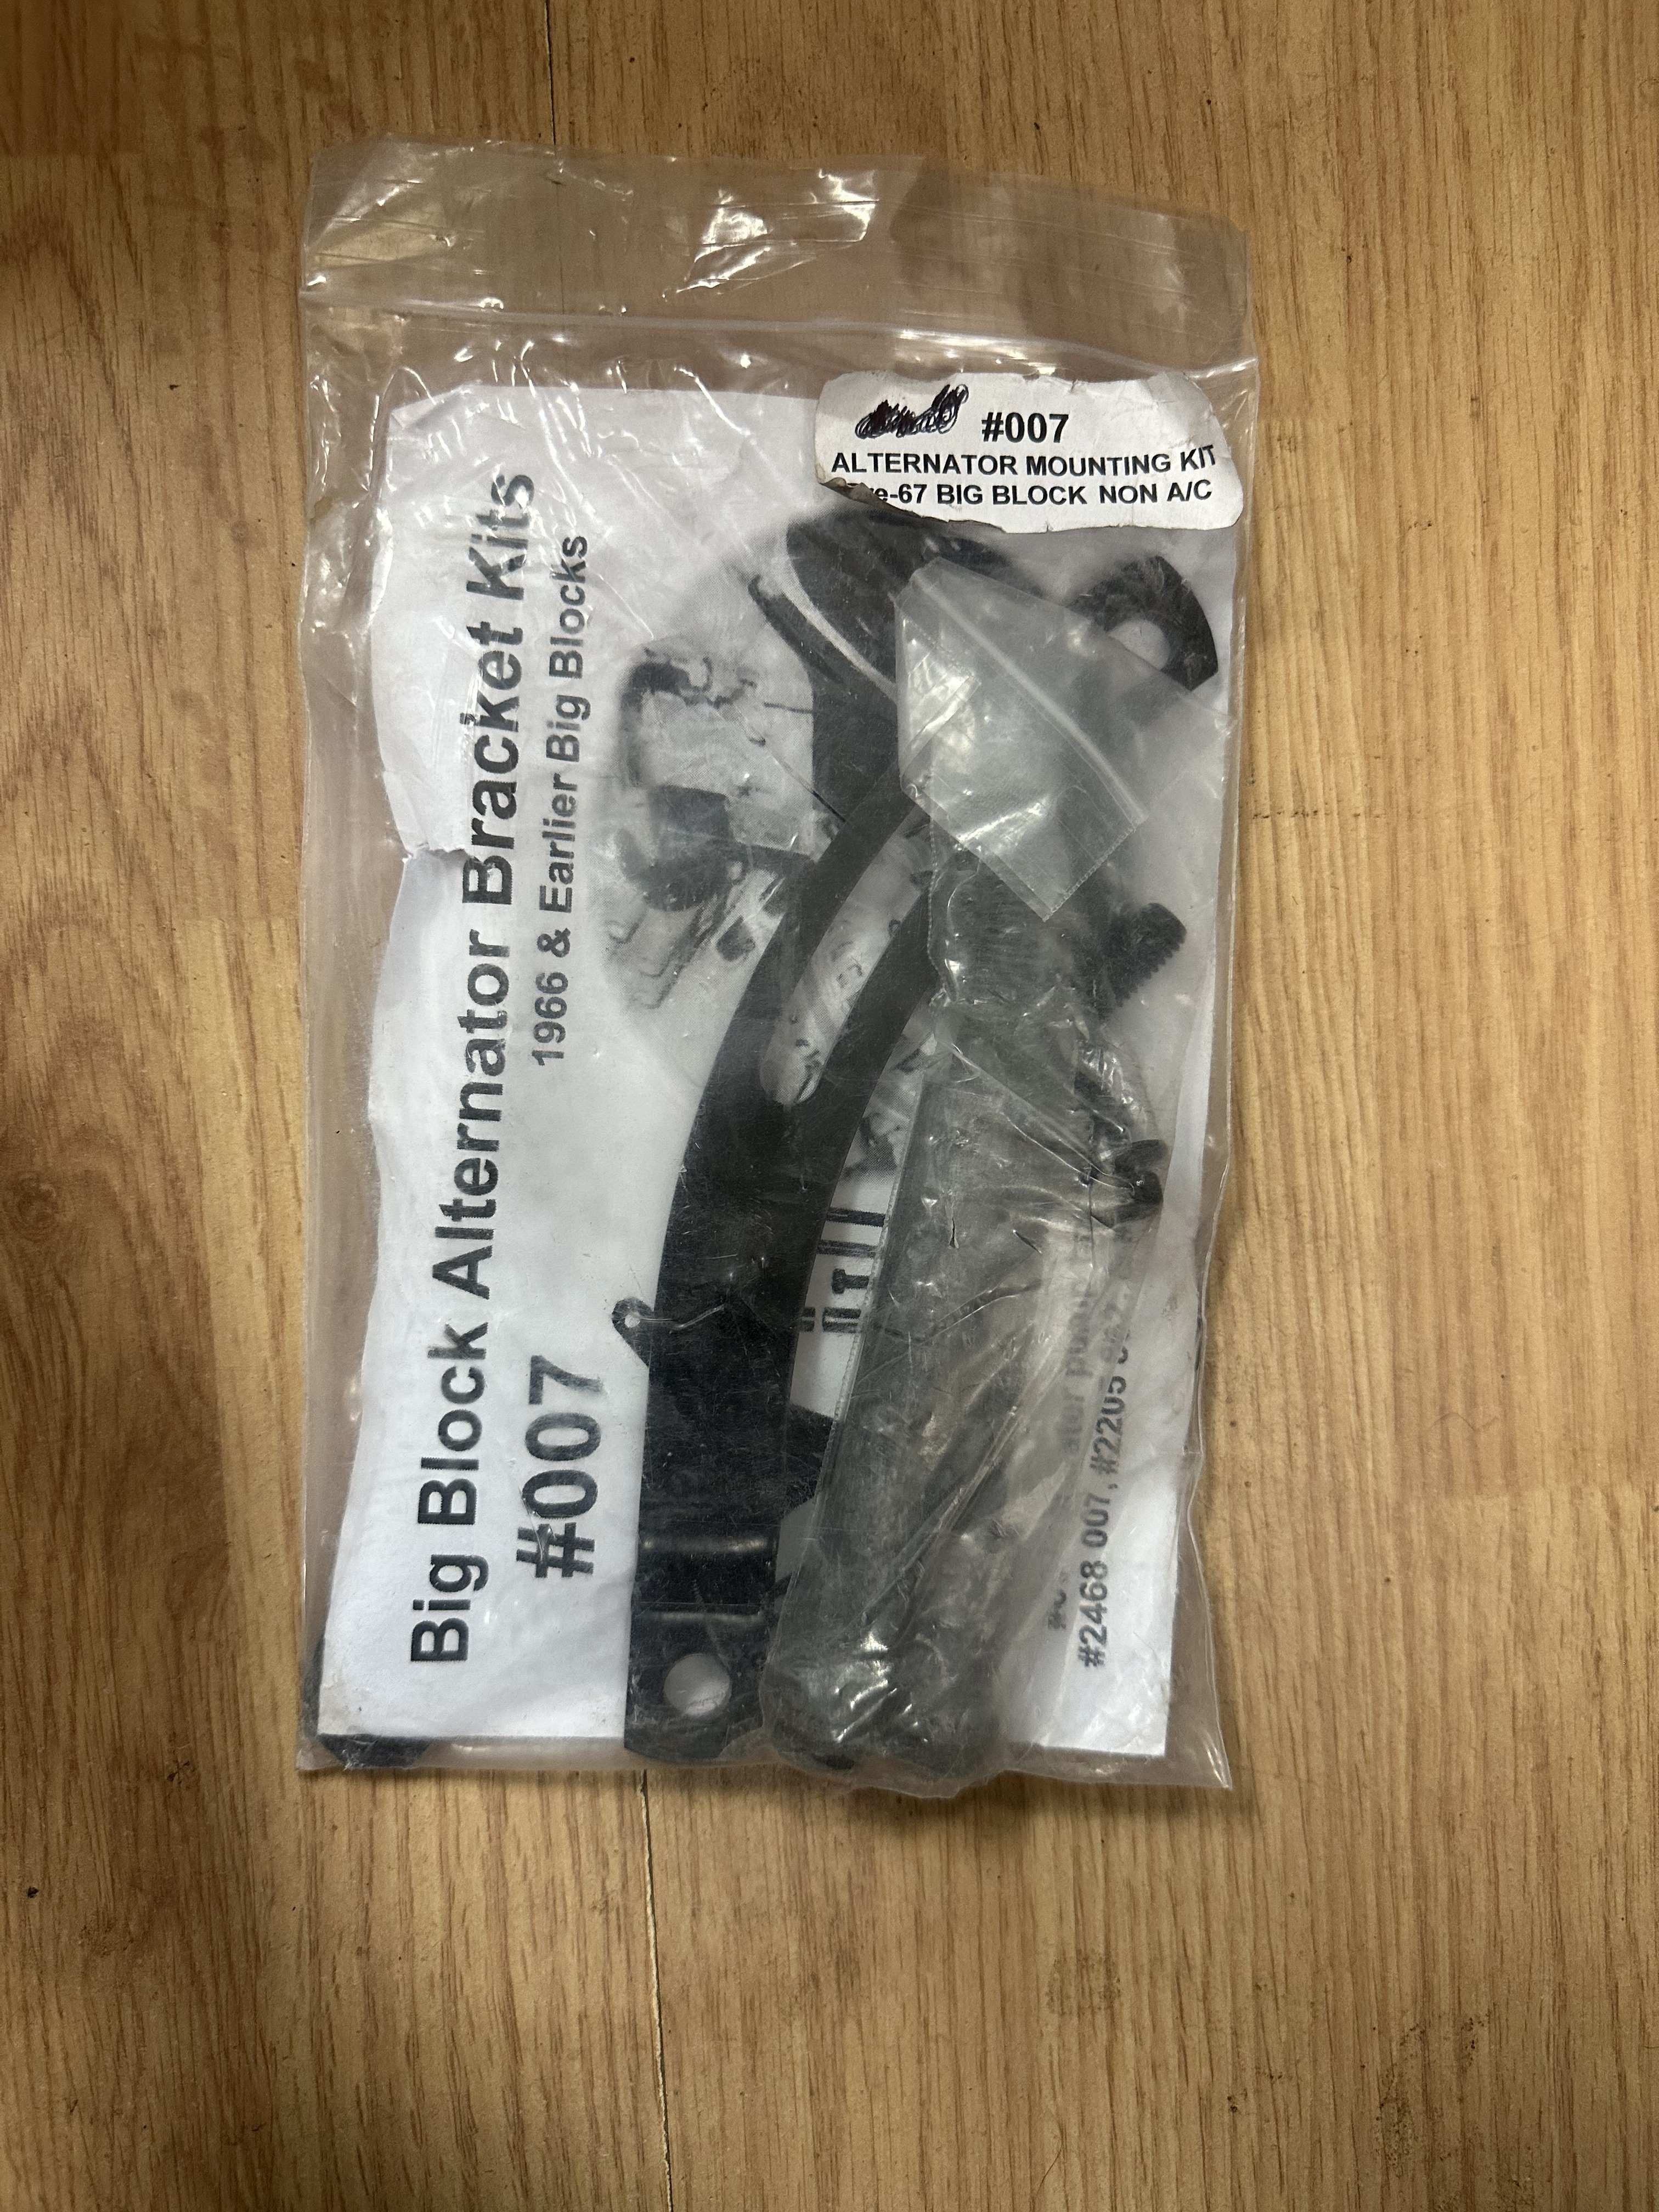 #007
ALTERNATOR MOUNTING KIT
-67 BIG BLOCK NON A/C
Big Block Alternator Bracket Kits
1966 & Earlier Big Blocks
#007
#2468 007, #2205